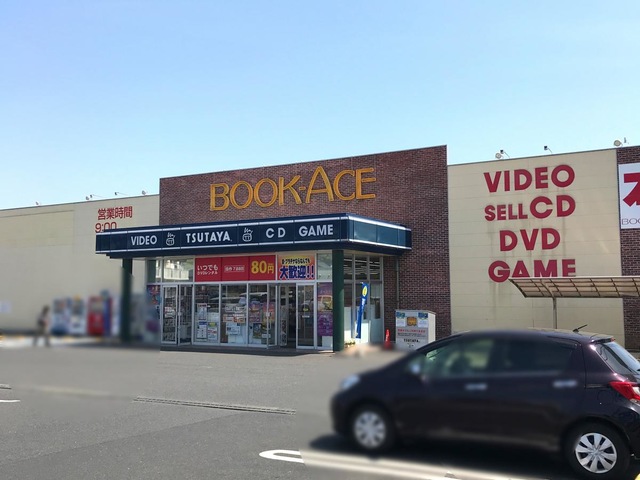 BOOK-ACE
営業時間
9:00
VIDEO TSUTAYA CD GAME
いつでも
80円
大歓迎!!
VIDEO
SELL CD
DVD
GAME
TSUTAYA